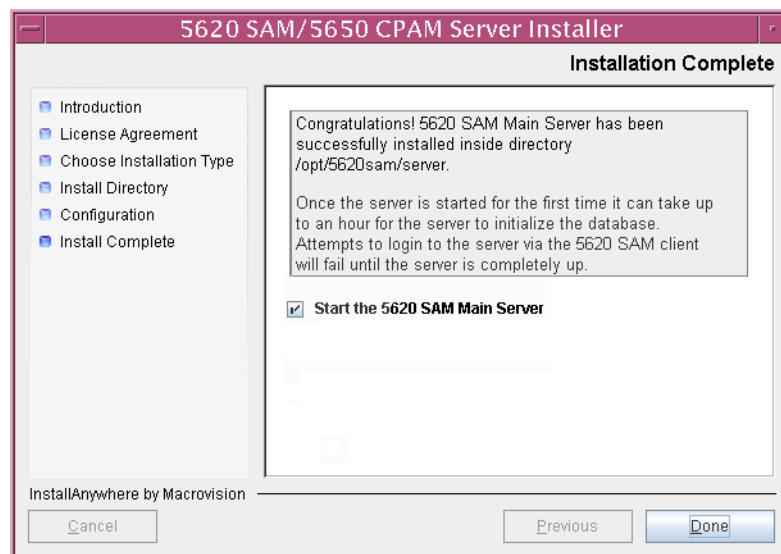 5620 SAM/5650 CPAM Server Installer
Installation Complete
Introduction
License Agreement
Choose Installation Type
Install Directory
Configuration
Install Complete
Congratulations! 5620 SAM Main Server has been
successfully installed inside directory
/opt/5620sam/server.
Once the server is started for the first time it can take up
to an hour for the server to initialize the database.
Attempts to login to the server via the 5620 SAM client
will fail until the server is completely up.
Start the 5620 SAM Main Server
InstallAnywhere by Macrovision
Cancel
Previous
Done